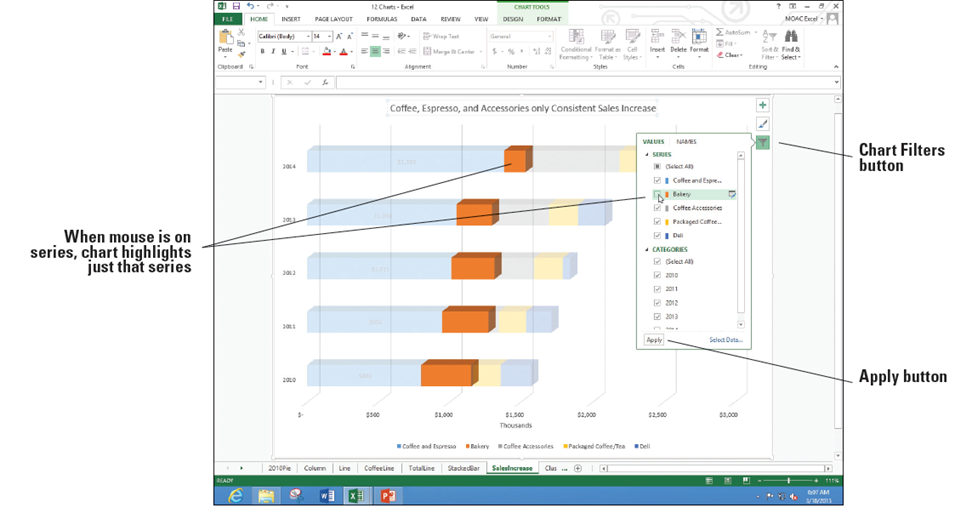 12 Charts - Excel
CHART TOOLS
MOAC Excel
FILE HOME INSERT PAGE LAYOUT FORMULAS DATA REVIEW VIEW DESIGN FORMAT
Paste
Clipboard
Calibri (Body) 14
B I U
Font
Wrap Text
Merge & Center
Alignment
General
$ % ,
Number
Conditional Formatting
Format as Table
Cell Styles
Styles
Insert Delete Format
Cells
AutoSum
Fill
Clear
Sort & Filter
Find & Select
Editing
fx
Coffee, Espresso, and Accessories only Consistent Sales Increase
2014
2012
2011
2010
$- $500 $1,000 $1,500 $2,000 $2,500 $3,000
Thousands
Coffee and Espresso Bakery Coffee Accessories Packaged Coffee/Tea Deli
VALUES NAMES
SERIES
(Select All)
Coffee and Espre...
Bakery
Coffee Accessories
Packaged Coffee...
Deli
CATEGORIES
(Select All)
2010
2011
2012
2013
Apply Select Data...
Chart Filters
button
When mouse is on
series, chart highlights
just that series
Apply button
2010Pie Column Line CoffeeLine TotalLine StackedBar SalesIncrease Clus ...
READY
111%
8:07 AM